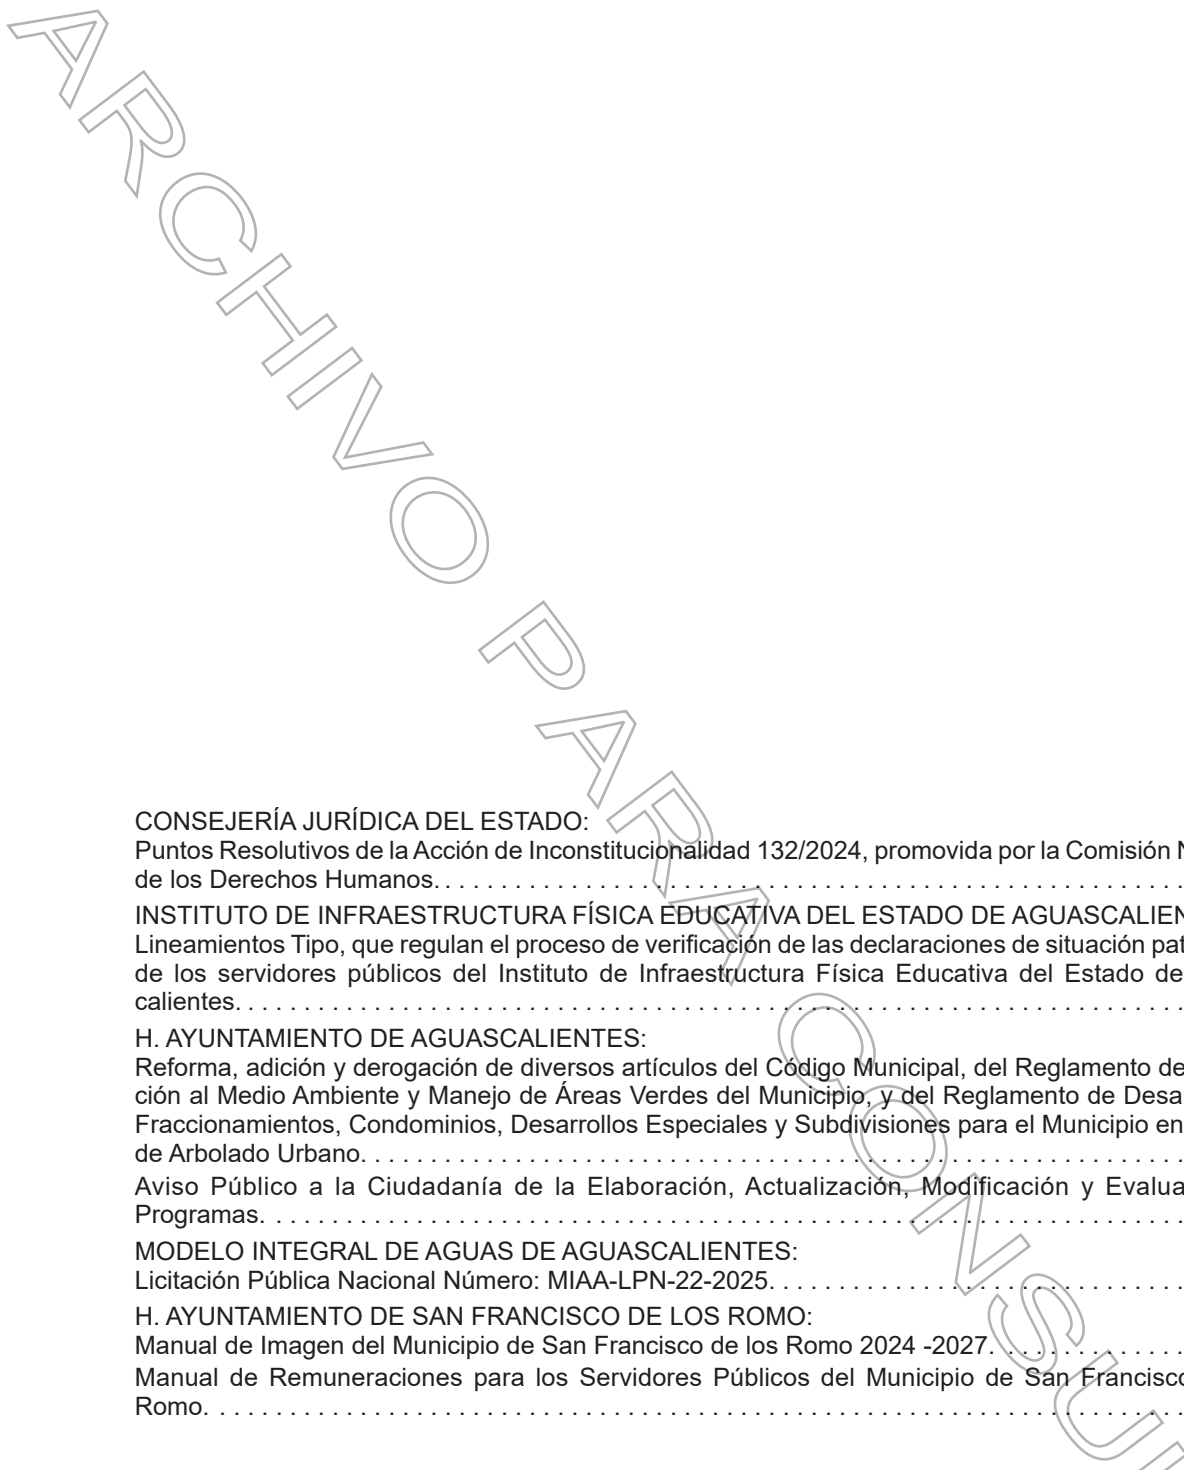 ARCHIVO PARA
CONSEJERÍA JURÍDICA DEL ESTADO:
Puntos Resolutivos de la Acción de Inconstitucionalidad 132/2024, promovida por la Comisión
de los Derechos Humanos.
INSTITUTO DE INFRAESTRUCTURA FÍSICA EDUCATIVA DEL ESTADO DE
Lineamientos Tipo, que regulan el proceso de verificación de las declaraciones de situación
de los servidores públicos del Instituto de Infraestructura Física Educativa del Estado de
calientes.
H. AYUNTAMIENTO DE AGUASCALIENTES:
Reforma, adición y derogación de diversos artículos del Código Municipal, del Reglamento de
ción al Medio Ambiente y Manejo de Áreas Verdes del Municipio, y del Reglamento de
Fraccionamientos, Condominios, Desarrollos Especiales y Subdivisiones para el Municipio en
de Arbolado Urbano.
Aviso Público a la Ciudadanía de la Elaboración, Actualización, Modificación y
Programas.
MODELO INTEGRAL DE AGUAS DE AGUASCALIENTES:
Licitación Pública Nacional Número: MIAA-LPN-22-2025.
H. AYUNTAMIENTO DE SAN FRANCISCO DE LOS ROMO:
Manual de Imagen del Municipio de San Francisco de los Romo 2024 -2027.
Manual de Remuneraciones para los Servidores Públicos del Municipio de San Francisco
Romo.